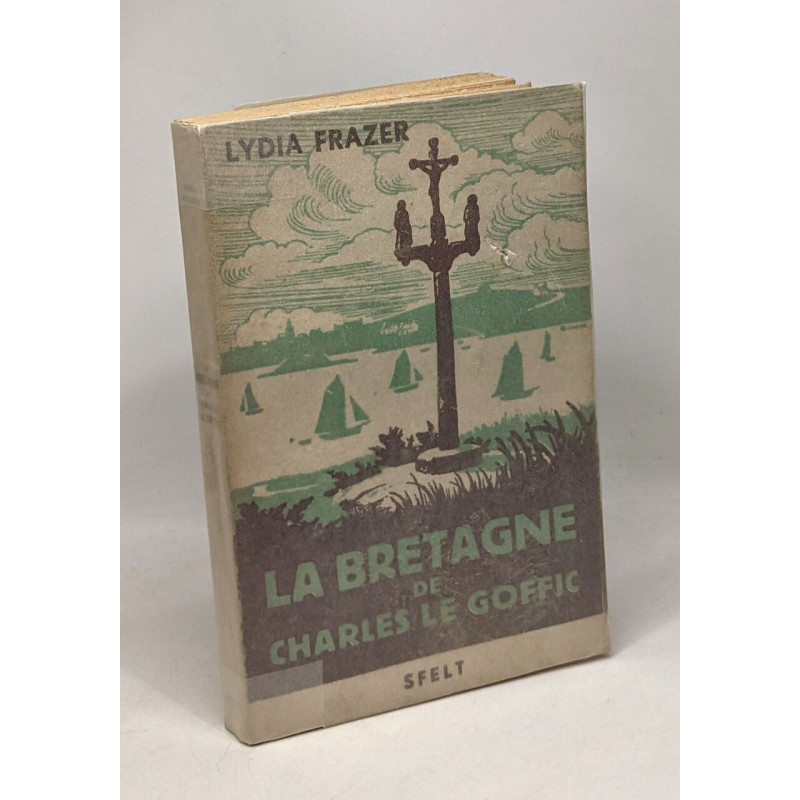 LYDIA FRAZER
LA BRETAGNE
DE
CHARLES LE GOFFIC
SFELT